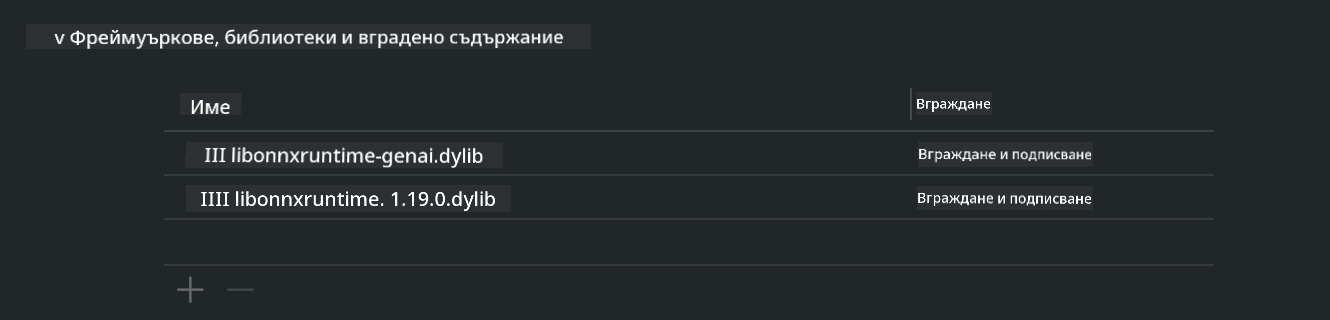 v Фреймуъркове, библиотеки и вградено съдържание
Име Вграждане
III libonnxruntime-genai.dylib Вграждане и подписване
IIII libonnxruntime. 1.19.0.dylib Вграждане и подписване